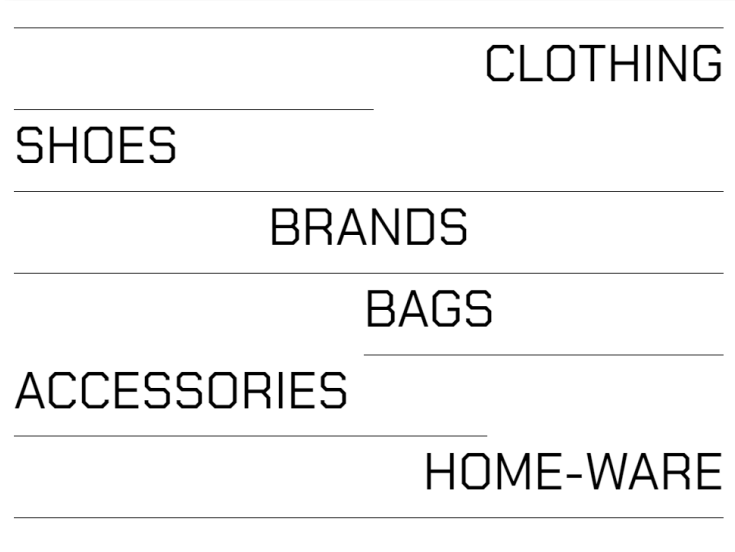 CLOTHING
SHOES
BRANDS
BAGS
ACCESSORIES
HOME-WARE